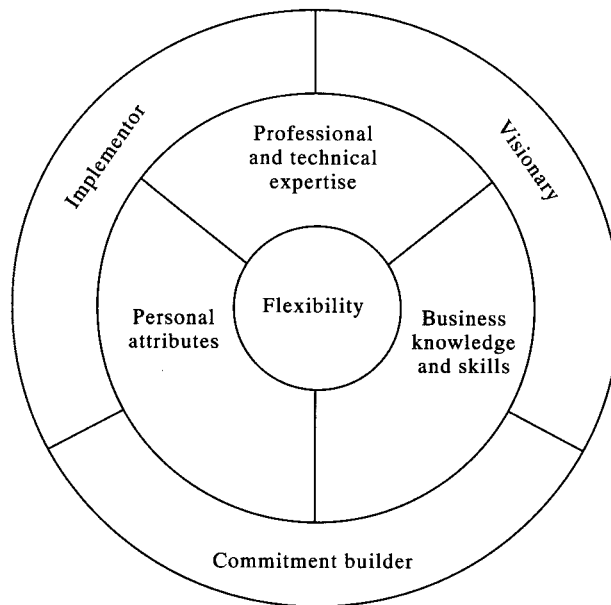 Professional
and technical
expertise
Implementor
Visionary
Flexibility
Personal
attributes
Business
knowledge
and skills
Commitment builder